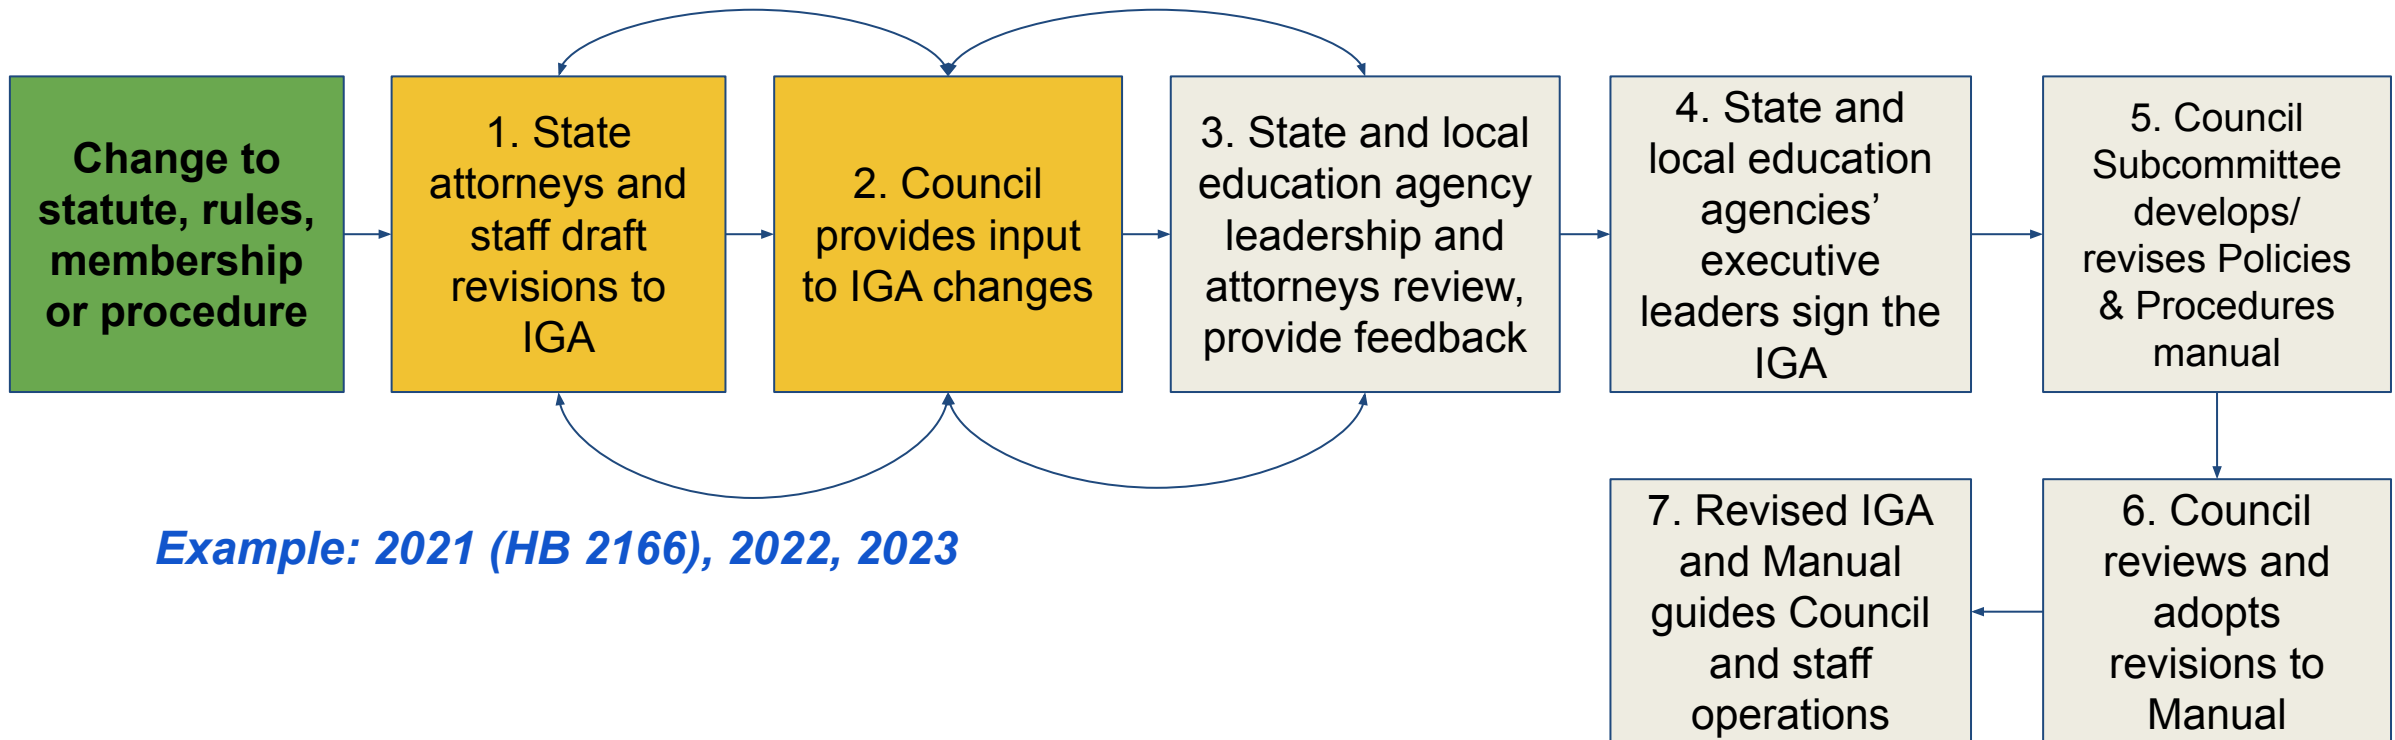 Change to
statute, rules,
membership
or procedure
1. State
attorneys and
staff draft
revisions to
IGA
2. Council
provides input
to IGA changes
3. State and local
education agency
leadership and
attorneys review,
provide feedback
4. State and
local education
agencies’
executive
leaders sign the
IGA
5. Council
Subcommittee
develops/
revises Policies
& Procedures
manual
6. Council
reviews and
adopts
revisions to
Manual
7. Revised IGA
and Manual
guides Council
and staff
operations
Example: 2021 (HB 2166), 2022, 2023